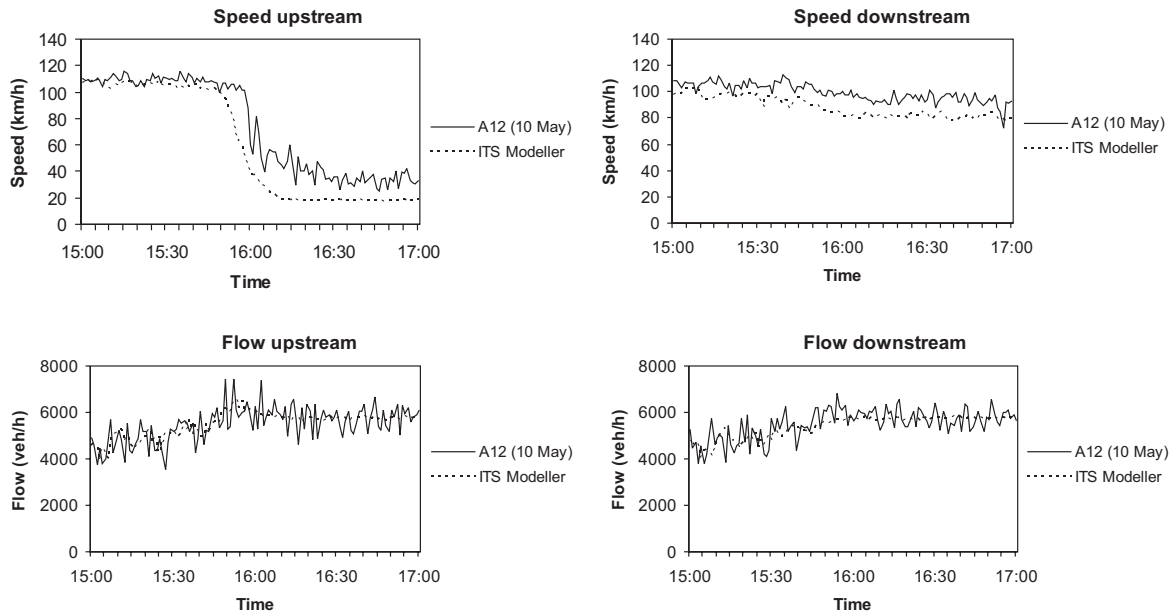 Speed upstream
Speed (km/h)
140
120
100
80
60
40
20
0
15:00 15:30 16:00 16:30 17:00
Time
A12 (10 May)
ITS Modeller
Speed downstream
Speed (km/h)
140
120
100
80
60
40
20
0
15:00 15:30 16:00 16:30 17:00
Time
A12 (10 May)
ITS Modeller
Flow upstream
Flow (veh/h)
8000
6000
4000
2000
0
15:00 15:30 16:00 16:30 17:00
Time
A12 (10 May)
ITS Modeller
Flow downstream
Flow (veh/h)
8000
6000
4000
2000
0
15:00 15:30 16:00 16:30 17:00
Time
A12 (10 May)
ITS Modeller